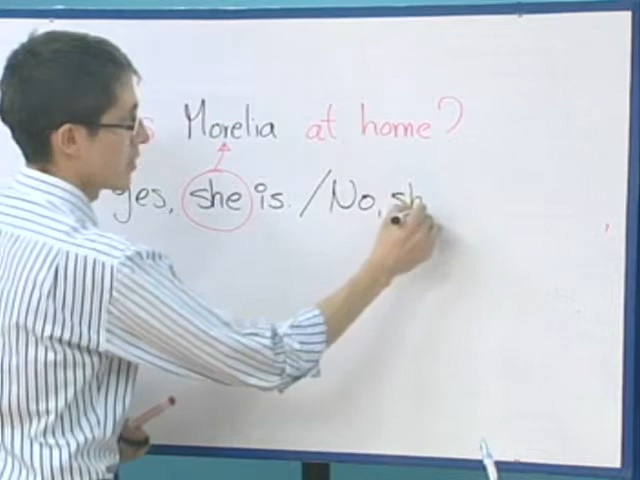 Morelia at home?
yes, she is. / No, sh